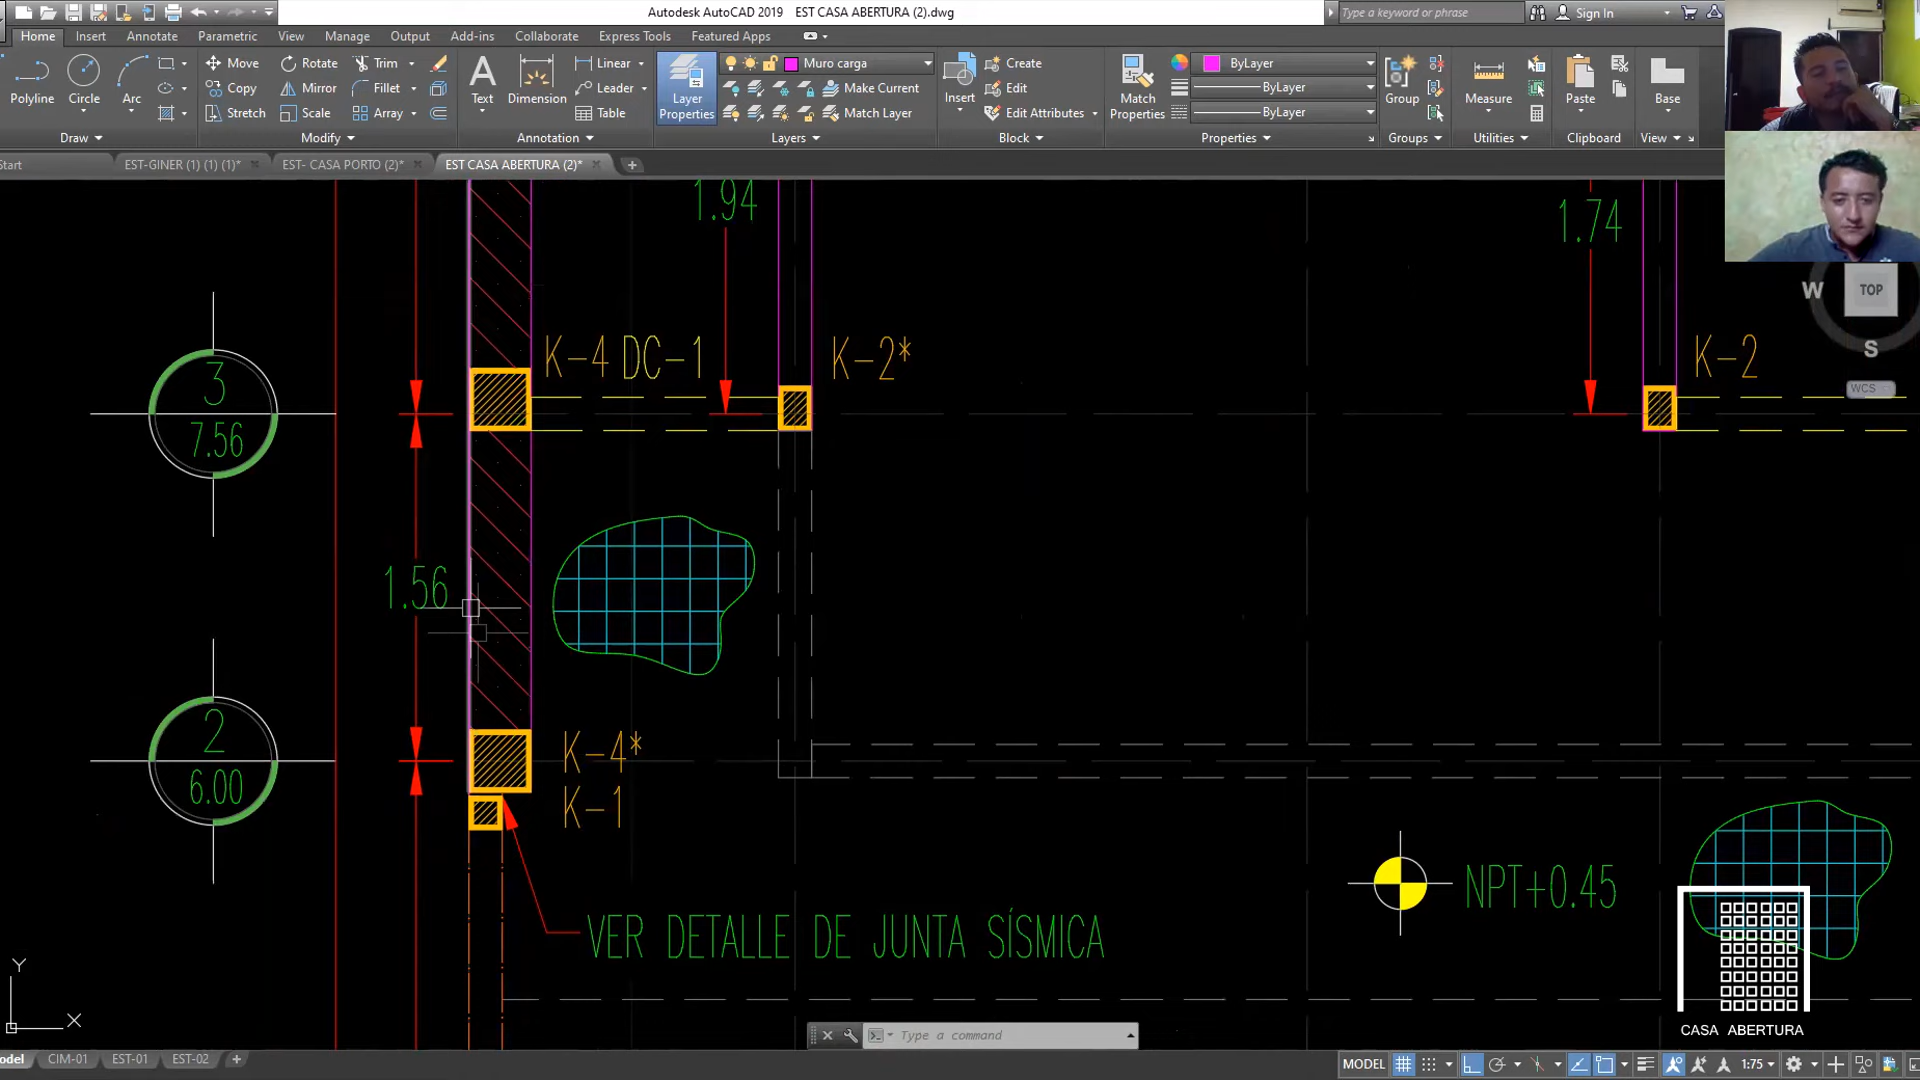 Autodesk AutoCAD 2019 EST CASA ABERTURA (2).dwg
Type a keyword or phrase
Sign In
Home Insert Annotate Parametric View Manage Output Add-ins Collaborate Express Tools Featured Apps
Move Rotate Trim
Copy Mirror Fillet
Stretch Scale Array
Polyline Circle Arc
Text Dimension
Linear
Leader
Table
Layer Properties
Muro carga
Make Current
Match Layer
Insert
Create
Edit
Edit Attributes
Match Properties
ByLayer
ByLayer
ByLayer
Group
Measure
Paste
Base
Draw Modify Annotation Layers Block Properties Groups Utilities Clipboard View
Start EST-GINER (1) (1) (1)* EST- CASA PORTO (2)* EST CASA ABERTURA (2)*
1.94
1.74
TOP
W
S
WCS
K-4 DC-1
K-2*
K-2
3
7.56
1.56
2
6.00
K-4*
K-1
NPT+0.45
VER DETALLE DE JUNTA SÍSMICA
Y
X
CASA ABERTURA
Type a command
odel CIM-01 EST-01 EST-02
MODEL
1:75